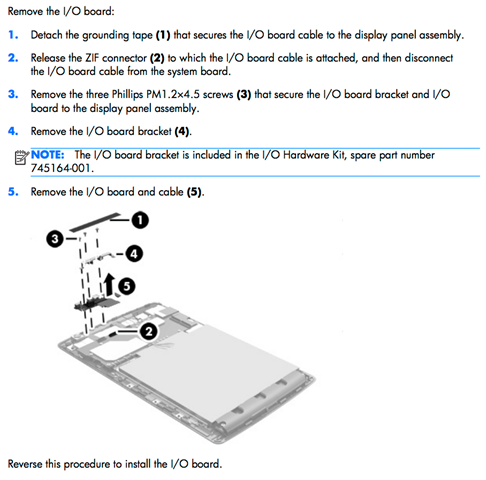 Remove the I/O board:
1. Detach the grounding tape (1) that secures the I/O board cable to the display panel assembly.
2. Release the ZIF connector (2) to which the I/O board cable is attached, and then disconnect
the I/O board cable from the system board.
3. Remove the three Phillips PM1.2×4.5 screws (3) that secure the I/O board bracket and I/O
board to the display panel assembly.
4. Remove the I/O board bracket (4).
NOTE: The I/O board bracket is included in the I/O Hardware Kit, spare part number
745164-001.
5. Remove the I/O board and cable (5).
1
3
4
5
2
Reverse this procedure to install the I/O board.